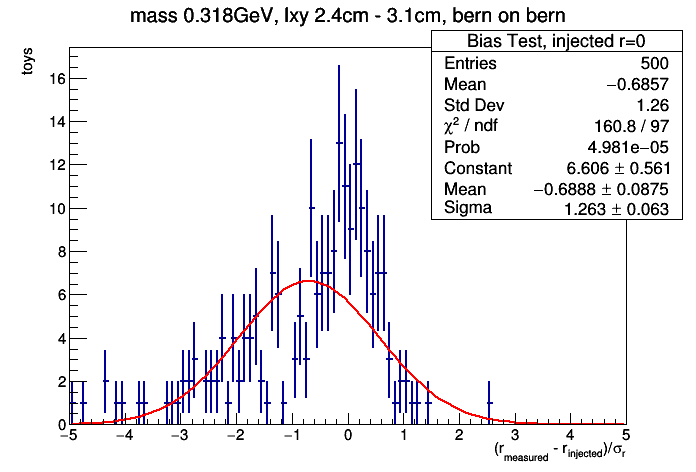 mass 0.318GeV, lxy 2.4cm - 3.1cm, bern on bern
Bias Test, injected r=0
Entries 500
Mean −0.6857
Std Dev 1.26
χ² / ndf 160.8 / 97
Prob 4.981e−05
Constant 6.606 ± 0.561
Mean −0.6888 ± 0.0875
Sigma 1.263 ± 0.063
toys
16
14
12
10
8
6
4
2
0
−5 −4 −3 −2 −1 0 1 2 3 4 5
(r_measured - r_injected)/σ_r